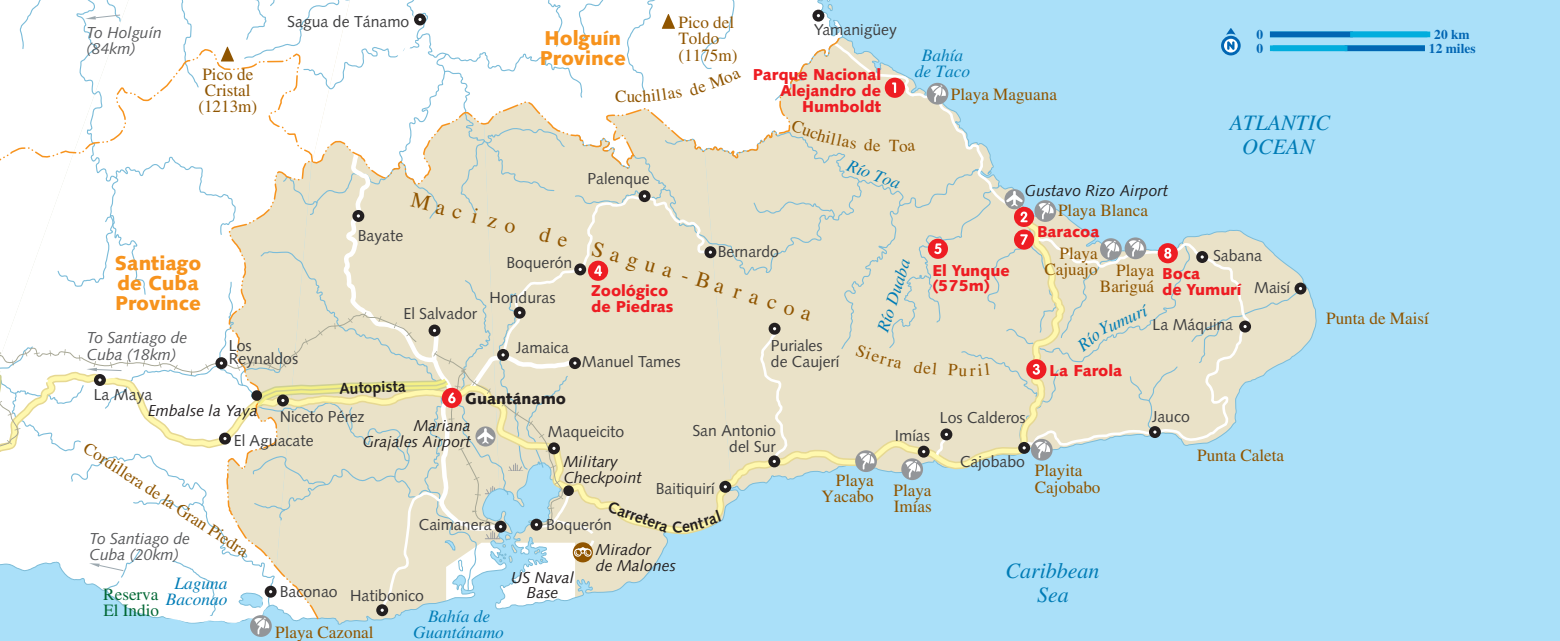 To Holguín
(84km)
Sagua de Tánamo
Holguín
Province
Pico del
Toldo
(1175m)
Yamanigüey
0
20 km
0
12 miles
N
Pico de
Cristal
(1213m)
Cuchillas de Moa
Parque Nacional
Alejandro de
Humboldt
1
Bahía
de Taco
Playa Maguana
ATLANTIC
OCEAN
Cuchillas de Toa
Río Toa
Palenque
Gustavo Rizo Airport
2
Playa Blanca
Baracoa
7
Macizo de Sagua-Baracoa
Bayate
Bernardo
Boquerón
4
Zoológico
de Piedras
5
El Yunque
(575m)
Río Duaba
Playa
Cajuajo
Playa
Bariguá
8
Boca
de Yumurí
Sabana
Maisí
Punta de Maisí
La Máquina
Río Yumurí
Santiago
de Cuba
Province
Honduras
El Salvador
To Santiago de
Cuba (18km)
Los
Reynaldos
Jamaica
Manuel Tames
Puriales
de Caujerí
Sierra del Puril
3
La Farola
La Maya
Autopista
Embalse la Yaya
Niceto Pérez
6
Guantánamo
El Aguacate
Mariana
Grajales Airport
Maqueicito
San Antonio
del Sur
Los Calderos
Imías
Cajobabo
Jauco
Punta Caleta
Playita
Cajobabo
Playa
Yacabo
Playa
Imías
Military
Checkpoint
Baitiquirí
Carretera Central
Cordillera de la Gran Piedra
Caimanera
Boquerón
To Santiago de
Cuba (20km)
Mirador
de Malones
US Naval
Base
Caribbean
Sea
Reserva
El Indio
Laguna
Baconao
Baconao
Hatibonico
Bahía de
Guantánamo
Playa Cazonal